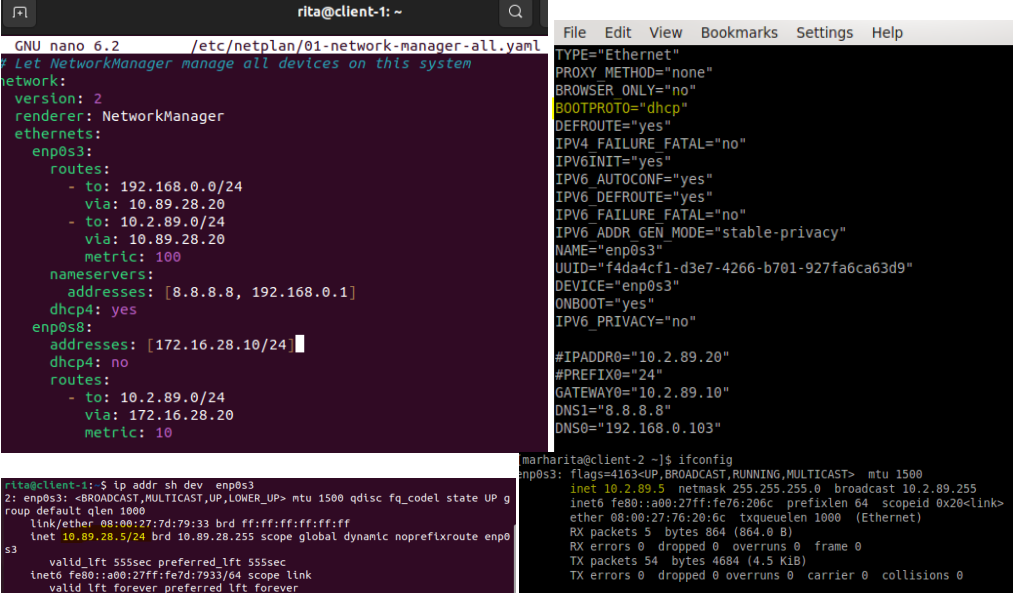 rita@client-1: ~
GNU nano 6.2 /etc/netplan/01-network-manager-all.yaml
# Let NetworkManager manage all devices on this system
network:
version: 2
renderer: NetworkManager
ethernets:
enp0s3:
routes:
- to: 192.168.0.0/24
via: 10.89.28.20
- to: 10.2.89.0/24
via: 10.89.28.20
metric: 100
nameservers:
addresses: [8.8.8.8, 192.168.0.1]
dhcp4: yes
enp0s8:
addresses: [172.16.28.10/24]
dhcp4: no
routes:
- to: 10.2.89.0/24
via: 172.16.28.20
metric: 10
File Edit View Bookmarks Settings Help
TYPE="Ethernet"
PROXY_METHOD="none"
BROWSER_ONLY="no"
BOOTPROTO="dhcp"
DEFROUTE="yes"
IPV4_FAILURE_FATAL="no"
IPV6INIT="yes"
IPV6_AUTOCONF="yes"
IPV6_DEFROUTE="yes"
IPV6_FAILURE_FATAL="no"
IPV6_ADDR_GEN_MODE="stable-privacy"
NAME="enp0s3"
UUID="f4da4cf1-d3e7-4266-b701-927fa6ca63d9"
DEVICE="enp0s3"
ONBOOT="yes"
IPV6_PRIVACY="no"
#IPADDR0="10.2.89.20"
#PREFIX0="24"
GATEWAY0="10.2.89.10"
DNS1="8.8.8.8"
DNS0="192.168.0.103"
rita@client-1:~$ ip addr sh dev enp0s3
2: enp0s3: <BROADCAST,MULTICAST,UP,LOWER_UP> mtu 1500 qdisc fq_codel state UP g
roup default qlen 1000
link/ether 08:00:27:7d:79:33 brd ff:ff:ff:ff:ff:ff
inet 10.89.28.5/24 brd 10.89.28.255 scope global dynamic noprefixroute enp0
s3
valid_lft 555sec preferred_lft 555sec
inet6 fe80::a00:27ff:fe7d:7933/64 scope link
valid_lft forever preferred_lft forever
[marharita@client-2 ~]$ ifconfig
enp0s3: flags=4163<UP,BROADCAST,RUNNING,MULTICAST> mtu 1500
inet 10.2.89.5 netmask 255.255.255.0 broadcast 10.2.89.255
inet6 fe80::a00:27ff:fe76:206c prefixlen 64 scopeid 0x20<link>
ether 08:00:27:76:20:6c txqueuelen 1000 (Ethernet)
RX packets 5 bytes 864 (864.0 B)
RX errors 0 dropped 0 overruns 0 frame 0
TX packets 54 bytes 4684 (4.5 KiB)
TX errors 0 dropped 0 overruns 0 carrier 0 collisions 0